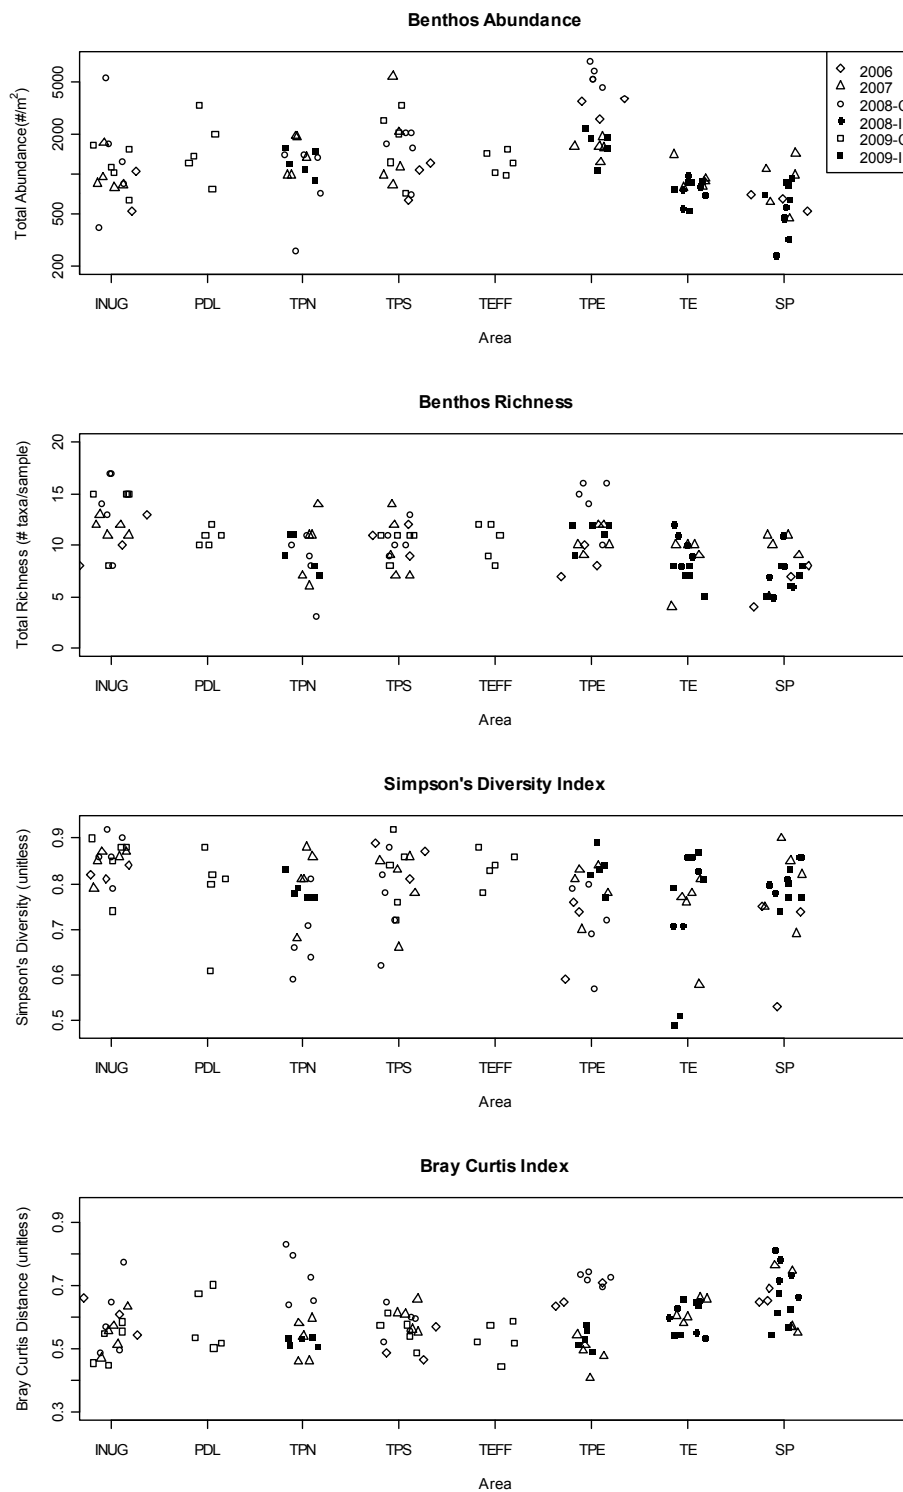 Benthos Abundance
Total Abundance(#/m²)
5000
2000
500
200
2006
2007
2008-C
2008-I
2009-C
2009-I
INUG PDL TPN TPS TEFF TPE TE SP
Area
Benthos Richness
Total Richness (# taxa/sample)
20
15
10
5
0
INUG PDL TPN TPS TEFF TPE TE SP
Area
Simpson's Diversity Index
Simpson's Diversity (unitless)
0.9
0.8
0.7
0.6
0.5
INUG PDL TPN TPS TEFF TPE TE SP
Area
Bray Curtis Index
Bray Curtis Distance (unitless)
0.9
0.7
0.5
0.3
INUG PDL TPN TPS TEFF TPE TE SP
Area